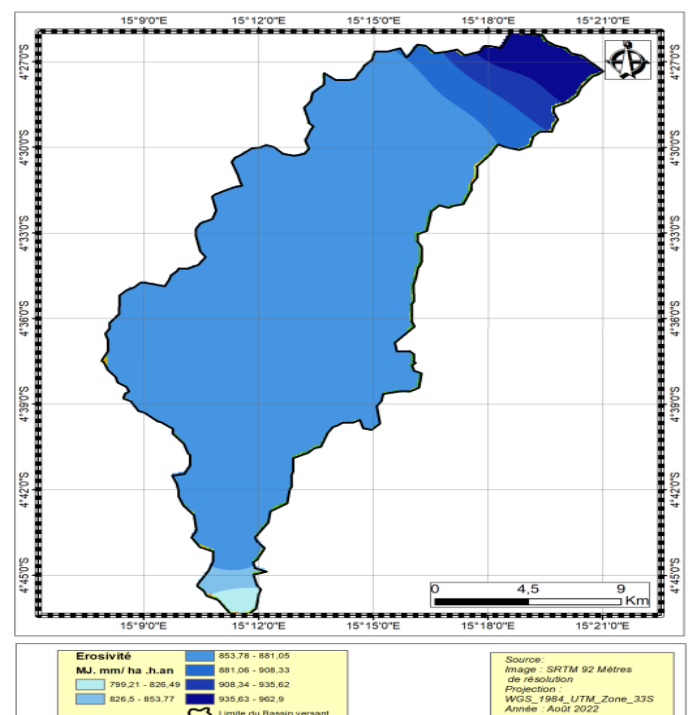 15°9'0"E 15°12'0"E 15°15'0"E 15°18'0"E 15°21'0"E
4°27'0"S 4°27'0"S
4°30'0"S 4°30'0"S
4°33'0"S 4°33'0"S
4°36'0"S 4°36'0"S
4°39'0"S 4°39'0"S
4°42'0"S 4°42'0"S
4°45'0"S 4°45'0"S
0 4,5 9
Km
15°9'0"E 15°12'0"E 15°15'0"E 15°18'0"E 15°21'0"E
Erosivité
MJ. mm/ ha .h.an
799,21 - 826,49
826,5 - 853,77
853,78 - 881,05
881,06 - 908,33
908,34 - 935,62
935,63 - 962,9
Limite du Bassin versant
Source:
Image : SRTM 92 Mètres
de résolution
Projection :
WGS_1984_UTM_Zone_33S
Année : Août 2022